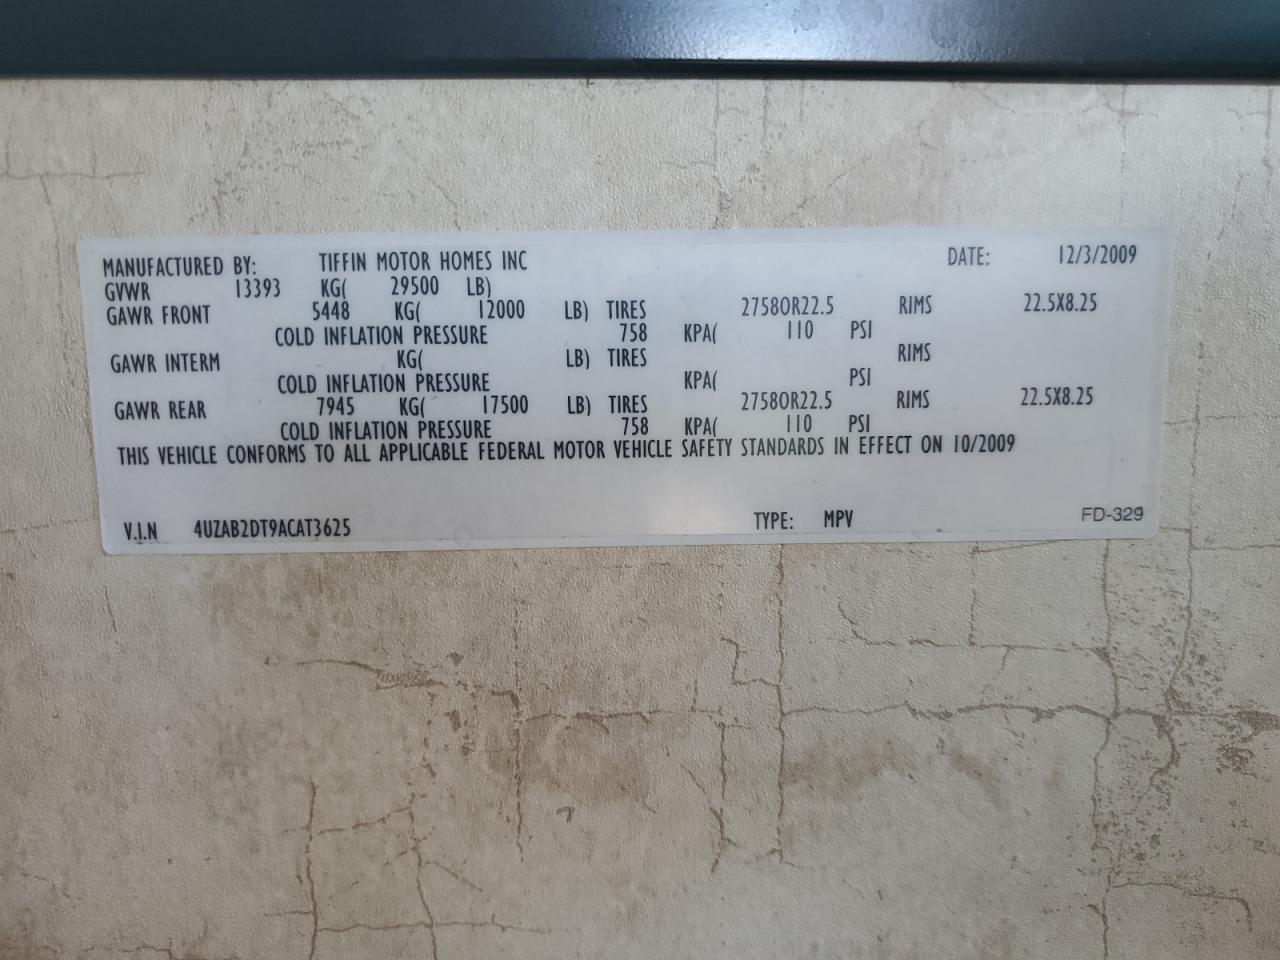 MANUFACTURED BY: TIFFIN MOTOR HOMES INC DATE: 12/3/2009
GVWR 13393 KG( 29500 LB)
GAWR FRONT 5448 KG( 12000 LB) TIRES 27580R22.5 RIMS 22.5X8.25
COLD INFLATION PRESSURE 758 KPA( 110 PSI
GAWR INTERM KG( LB) TIRES RIMS
COLD INFLATION PRESSURE KPA( PSI
GAWR REAR 7945 KG( 17500 LB) TIRES 27580R22.5 RIMS 22.5X8.25
COLD INFLATION PRESSURE 758 KPA( 110 PSI
THIS VEHICLE CONFORMS TO ALL APPLICABLE FEDERAL MOTOR VEHICLE SAFETY STANDARDS IN EFFECT ON 10/2009
V.I.N 4UZAB2DT9ACAT3625 TYPE: MPV FD-329